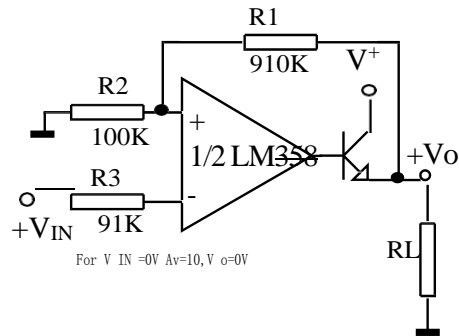 R1
910K
V+
R2
100K
+
1/2 LM358
+Vo
R3
-
91K
+VIN
RL
For V IN =0V Av=10,V o=0V